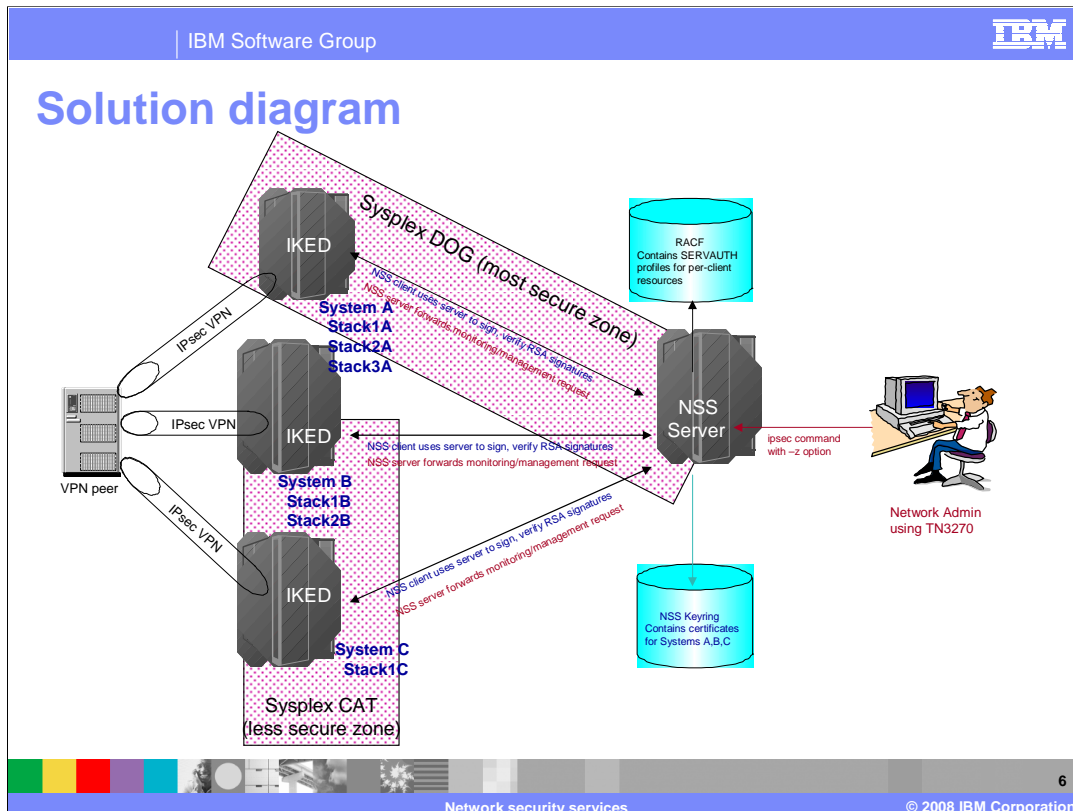 IBM Software Group
IBM
Solution diagram
Sysplex DOG (most secure zone)
IKED
NSS client uses server to sign, verify RSA signatures
NSS server forwards monitoring/management request
System A
Stack1A
Stack2A
Stack3A
IPsec VPN
RACF
Contains SERVAUTH
profiles for per-client
resources
NSS
Server
ipsec command
with –z option
Network Admin
using TN3270
IPsec VPN
IKED
NSS client uses server to sign, verify RSA signatures
NSS server forwards monitoring/management request
VPN peer
System B
Stack1B
Stack2B
IPsec VPN
IKED
NSS client uses server to sign, verify RSA signatures
NSS server forwards monitoring/management request
NSS Keyring
Contains certificates
for Systems A,B,C
System C
Stack1C
Sysplex CAT
(less secure zone)
6
Network security services
© 2008 IBM Corporation